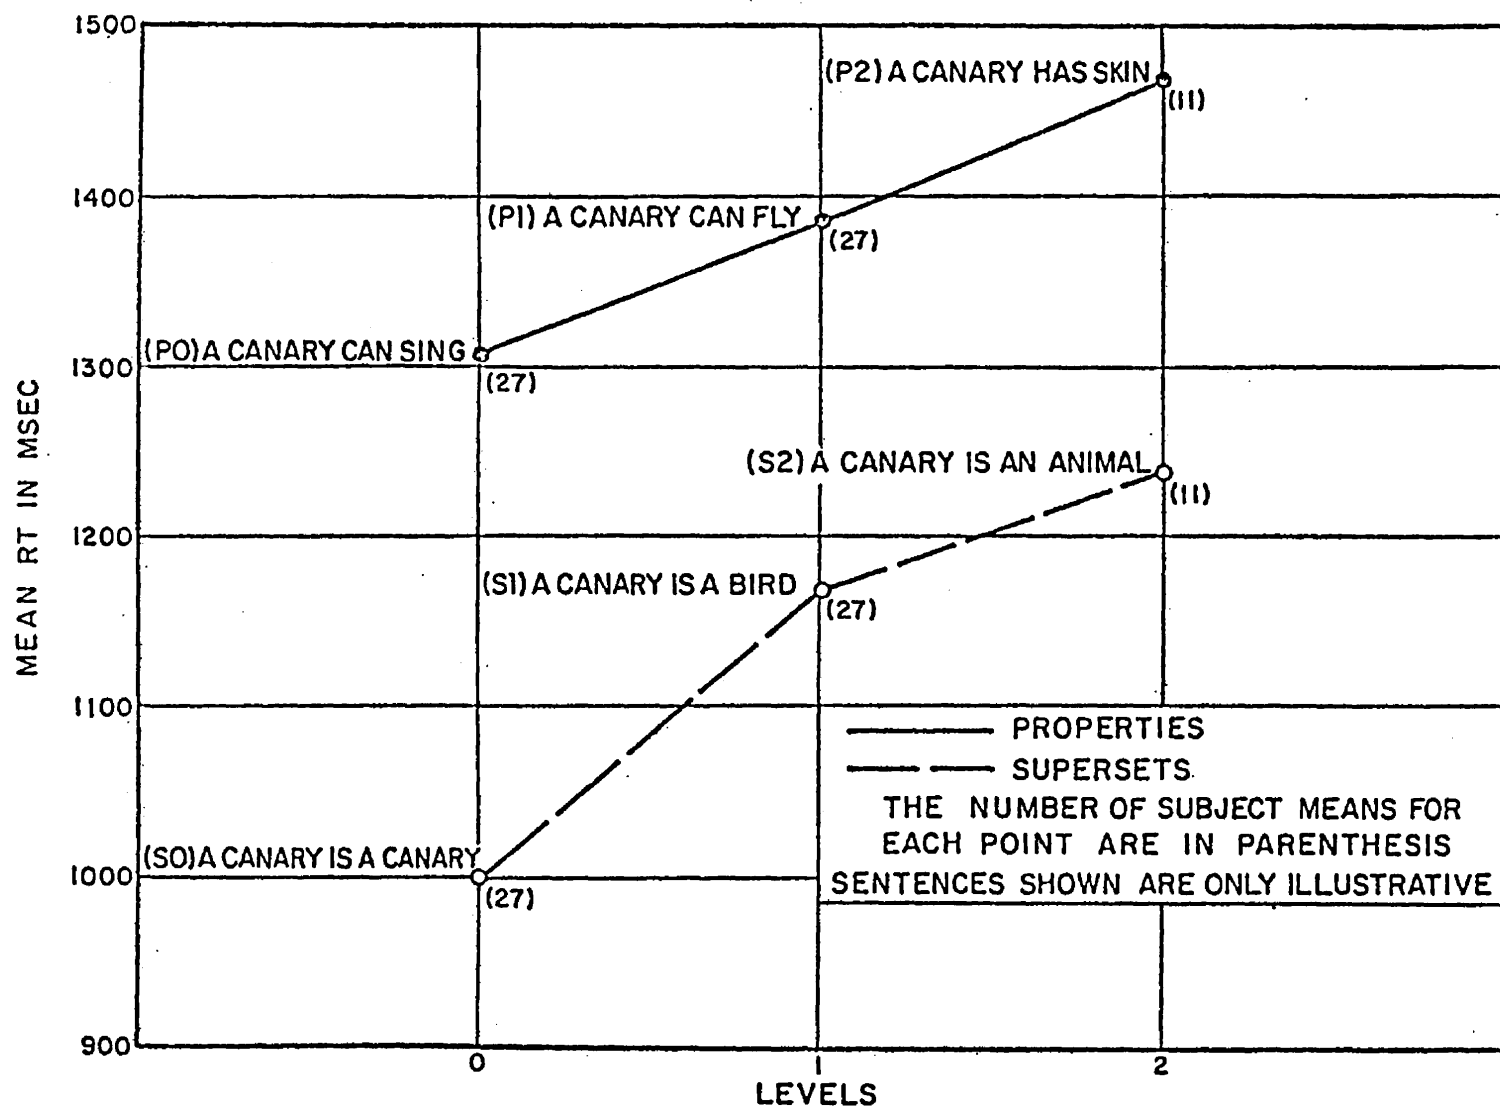 1500
(P2) A CANARY HAS SKIN
(11)
1400
(P1) A CANARY CAN FLY
(27)
(P0) A CANARY CAN SING
1300
(27)
(S2) A CANARY IS AN ANIMAL
(11)
1200
(S1) A CANARY IS A BIRD
(27)
1100
PROPERTIES
SUPERSETS
THE NUMBER OF SUBJECT MEANS FOR
EACH POINT ARE IN PARENTHESIS
SENTENCES SHOWN ARE ONLY ILLUSTRATIVE
(S0) A CANARY IS A CANARY
1000
(27)
900
0
1
2
LEVELS
MEAN RT IN MSEC